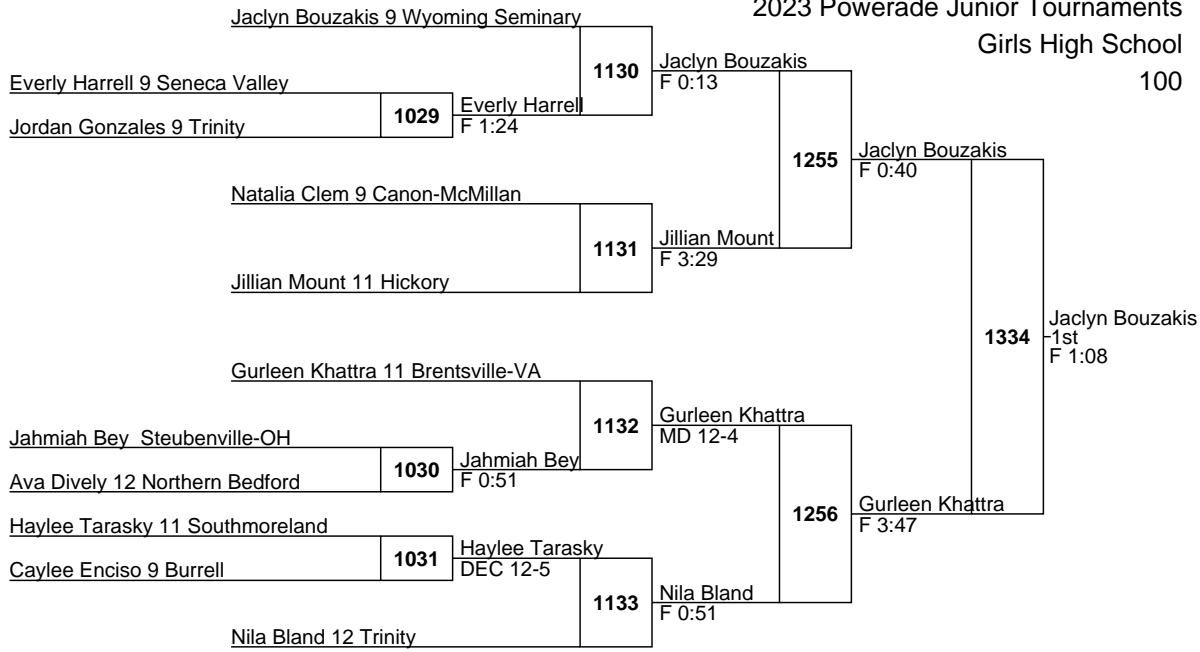 2023 Powerade Junior Tournaments
Girls High School
100
Jaclyn Bouzakis 9 Wyoming Seminary
1130
Jaclyn Bouzakis
F 0:13
Everly Harrell 9 Seneca Valley
1029
Everly Harrell
F 1:24
Jordan Gonzales 9 Trinity
1255
Jaclyn Bouzakis
F 0:40
Natalia Clem 9 Canon-McMillan
1131
Jillian Mount
F 3:29
Jillian Mount 11 Hickory
1334
Jaclyn Bouzakis
1st
F 1:08
Gurleen Khattra 11 Brentsville-VA
1132
Gurleen Khattra
MD 12-4
Jahmiah Bey  Steubenville-OH
1030
Jahmiah Bey
F 0:51
Ava Dively 12 Northern Bedford
1256
Gurleen Khattra
F 3:47
Haylee Tarasky 11 Southmoreland
1031
Haylee Tarasky
DEC 12-5
Caylee Enciso 9 Burrell
1133
Nila Bland
F 0:51
Nila Bland 12 Trinity